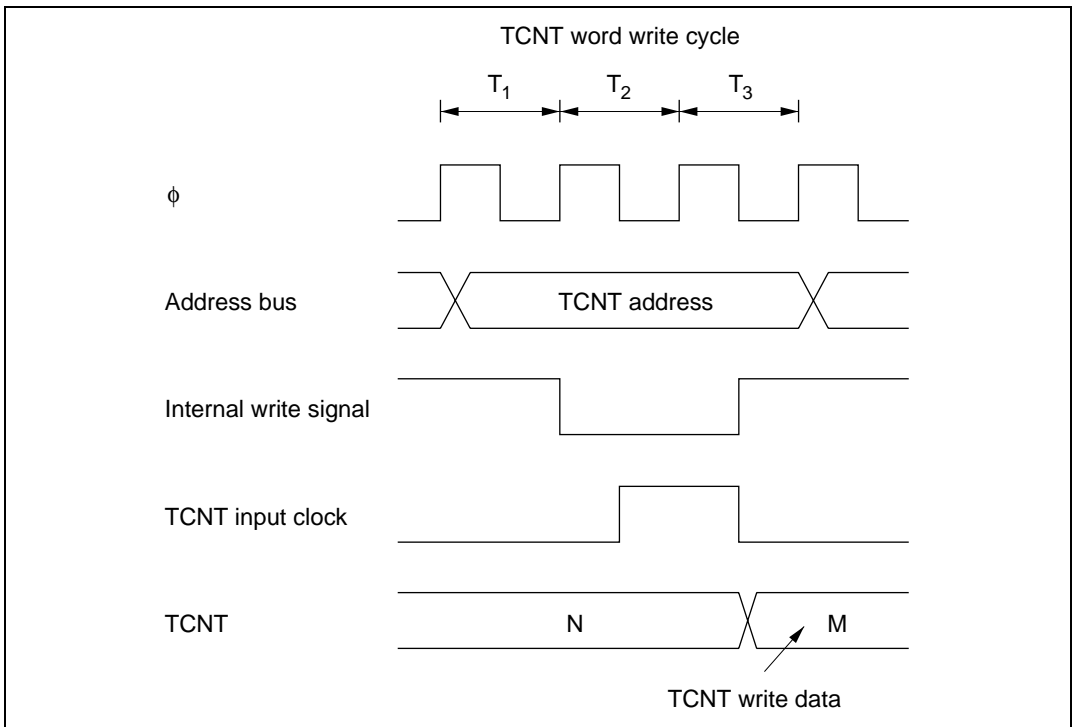 TCNT word write cycle
T1 T2 T3
φ
Address bus
TCNT address
Internal write signal
TCNT input clock
TCNT
N
M
TCNT write data